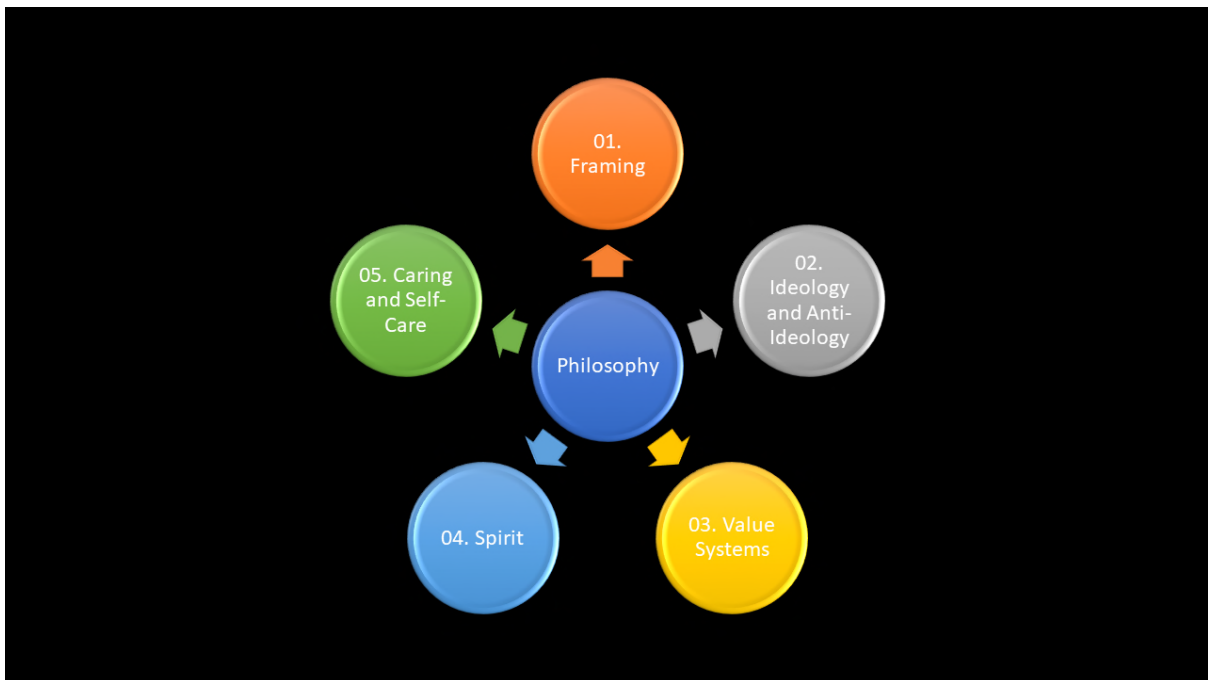 01.
Framing
02.
Ideology
and Anti-
Ideology
03. Value
Systems
04. Spirit
05. Caring
and Self-
Care
Philosophy